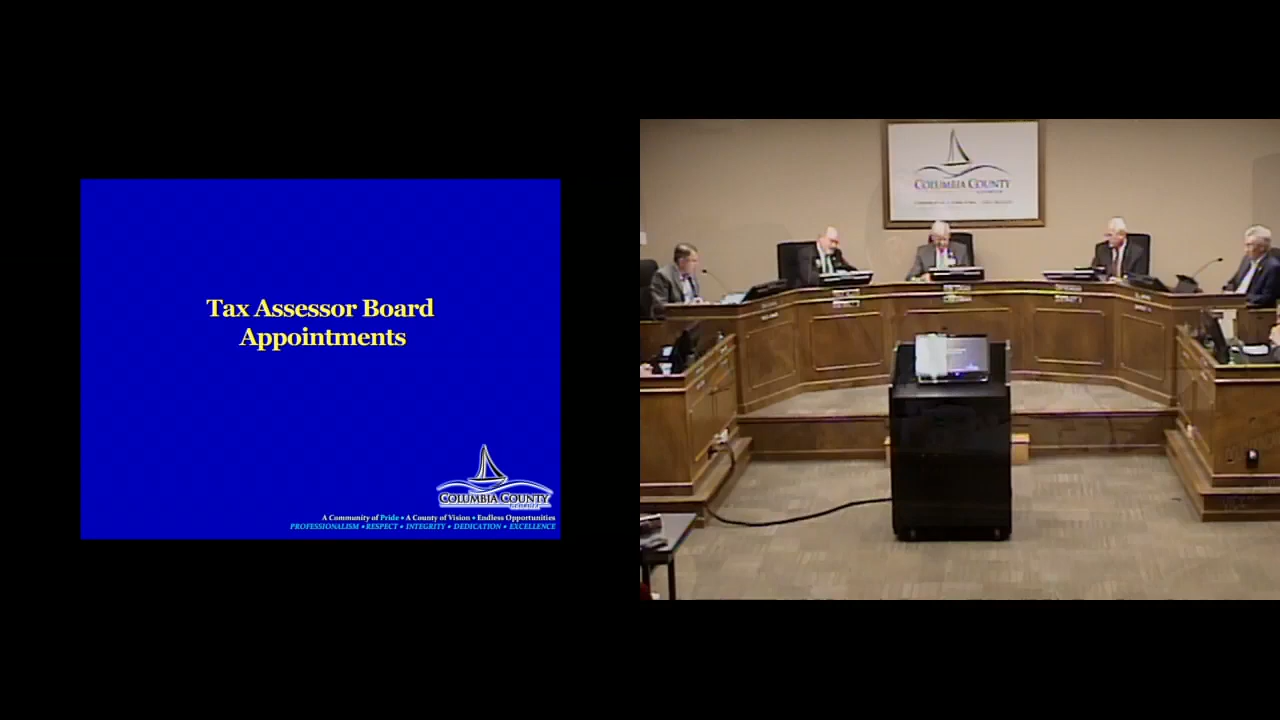 Tax Assessor Board
Appointments
COLUMBIA COUNTY
GEORGIA
A Community of Pride • A County of Vision • Endless Opportunities
PROFESSIONALISM • RESPECT • INTEGRITY • DEDICATION • EXCELLENCE
COLUMBIA COUNTY